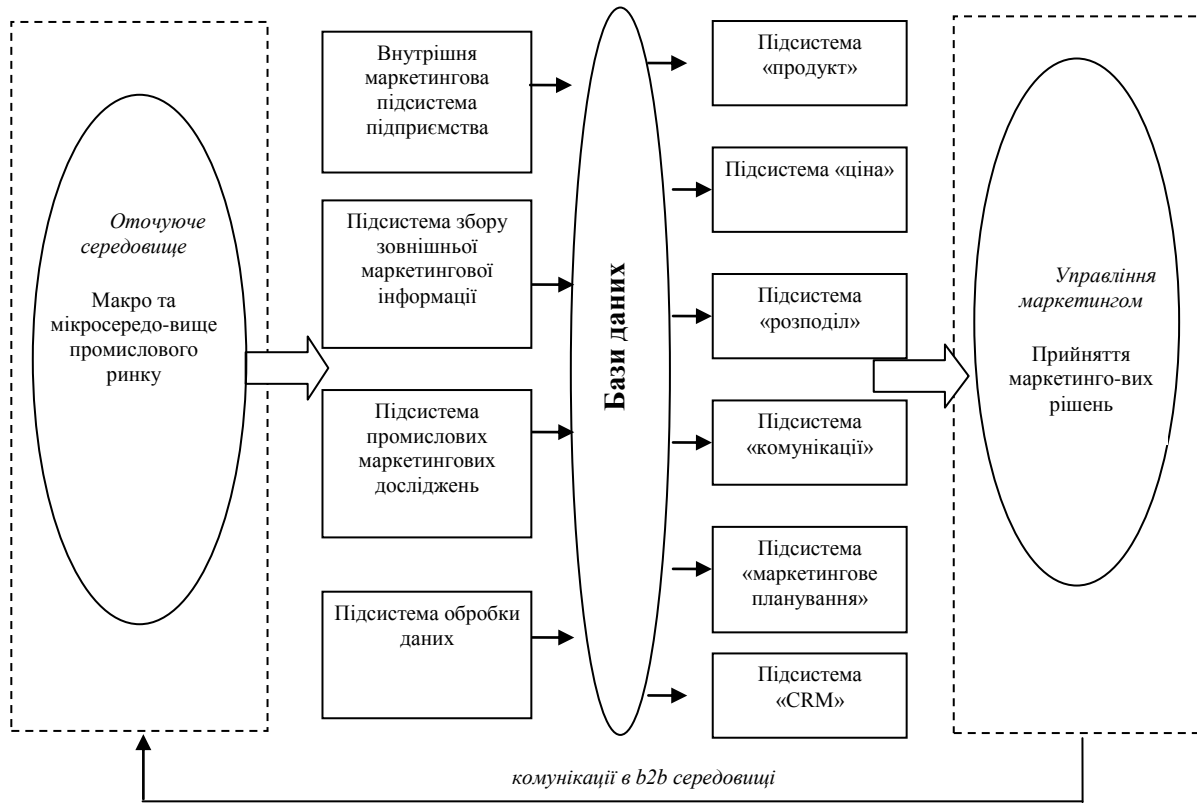 Оточуюче
середовище
Макро та
мікросередо-вище
промислового
ринку
Внутрішня
маркетингова
підсистема
підприємства
Підсистема збору
зовнішньої
маркетингової
інформації
Підсистема
промислових
маркетингових
досліджень
Підсистема обробки
даних
Бази даних
Підсистема
«продукт»
Підсистема «ціна»
Підсистема
«розподіл»
Підсистема
«комунікації»
Підсистема
«маркетингове
планування»
Підсистема
«CRM»
Управління
маркетингом
Прийняття
маркетинго-вих
рішень
комунікації в b2b середовищі